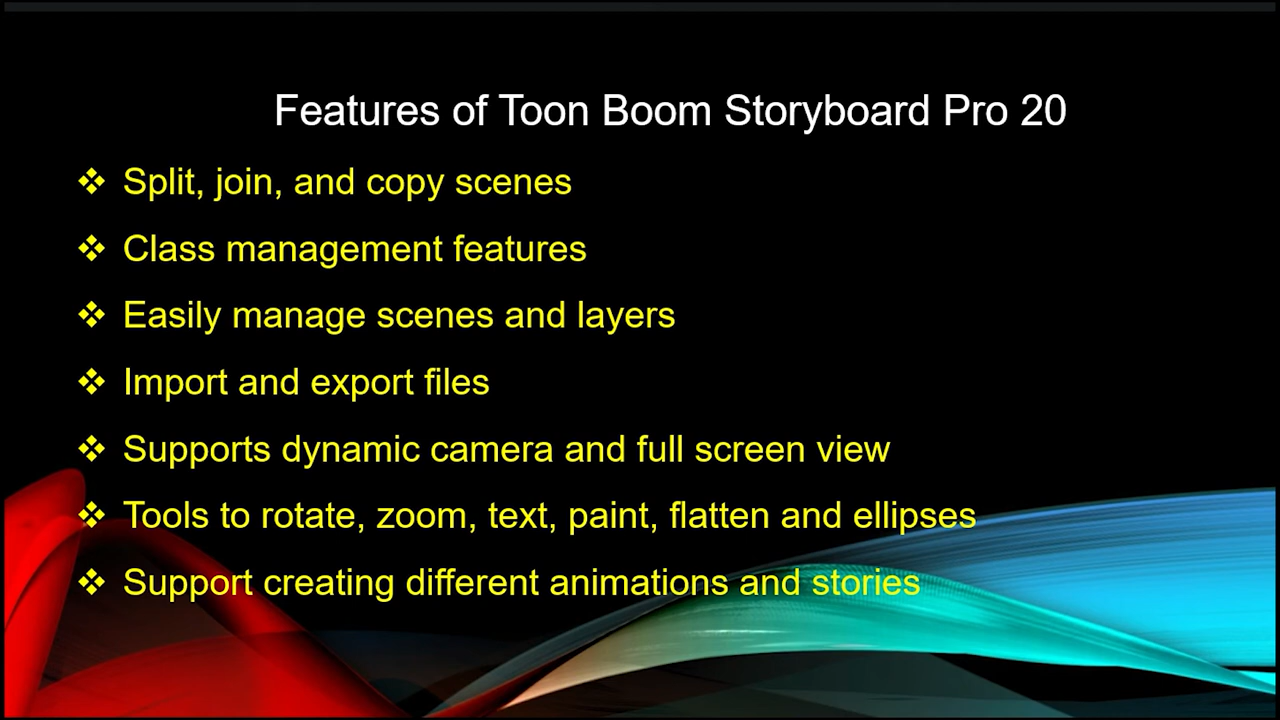 Features of Toon Boom Storyboard Pro 20
❖ Split, join, and copy scenes
❖ Class management features
❖ Easily manage scenes and layers
❖ Import and export files
❖ Supports dynamic camera and full screen view
❖ Tools to rotate, zoom, text, paint, flatten and ellipses
❖ Support creating different animations and stories